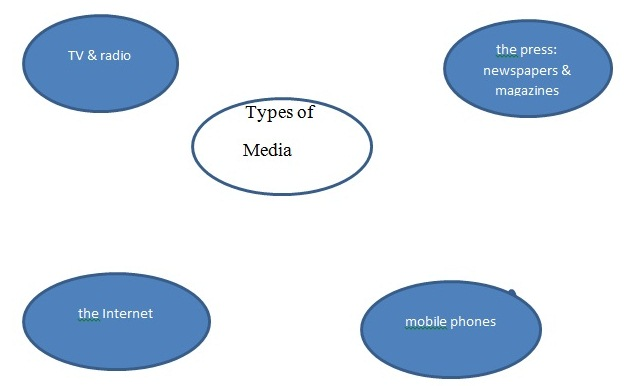 TV & radio
the press:
newspapers &
magazines
Types of
Media
the Internet
mobile phones